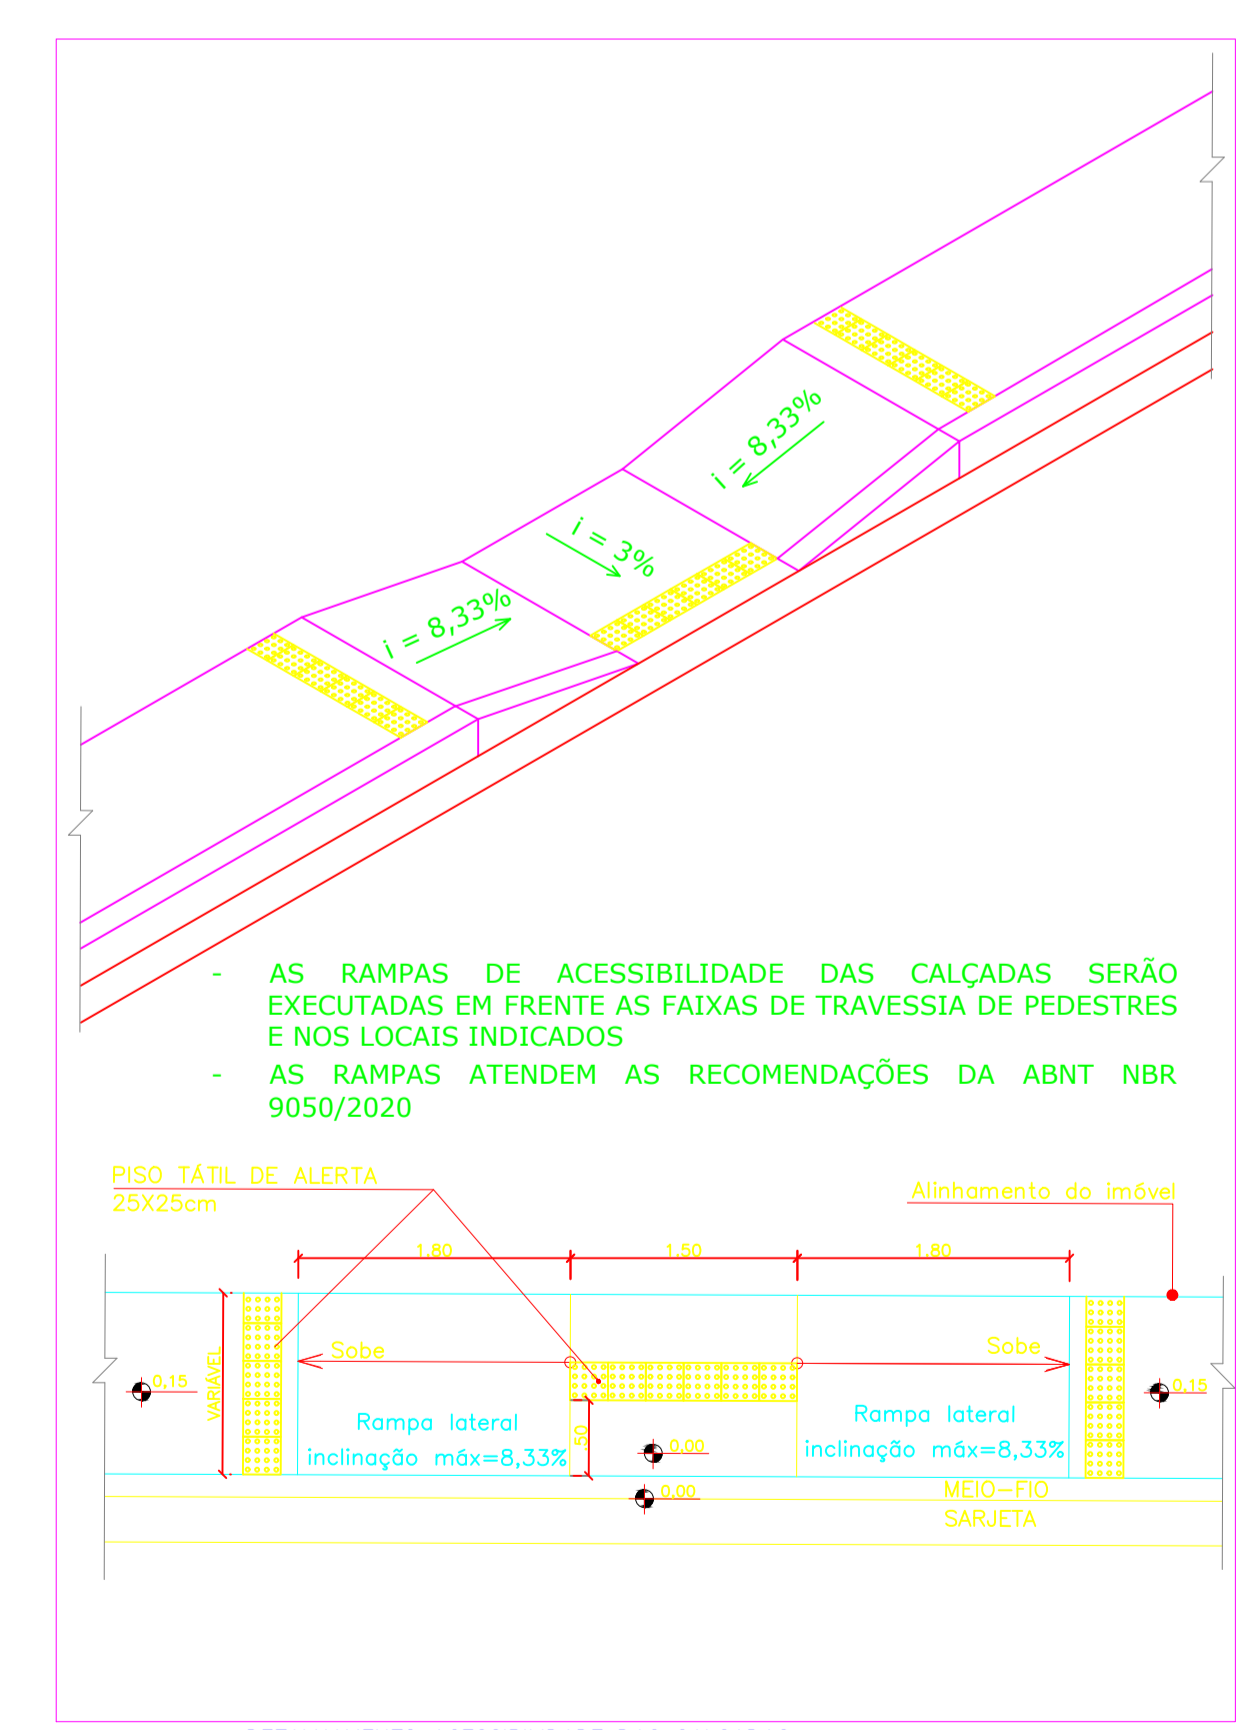 i = 8,33%
i = 3%
i = 8,33%
- AS RAMPAS DE ACESSIBILIDADE DAS CALÇADAS SERÃO
EXECUTADAS EM FRENTE AS FAIXAS DE TRAVESSIA DE PEDESTRES
E NOS LOCAIS INDICADOS
- AS RAMPAS ATENDEM AS RECOMENDAÇÕES DA ABNT NBR
9050/2020
PISO TÁTIL DE ALERTA
25X25cm
Alinhamento do imóvel
1.80
1.50
1.80
Sobe
Sobe
VARIÁVEL
0,15
0,15
Rampa lateral
inclinação máx=8,33%
.50
0,00
Rampa lateral
inclinação máx=8,33%
0,00
MEIO-FIO
SARJETA